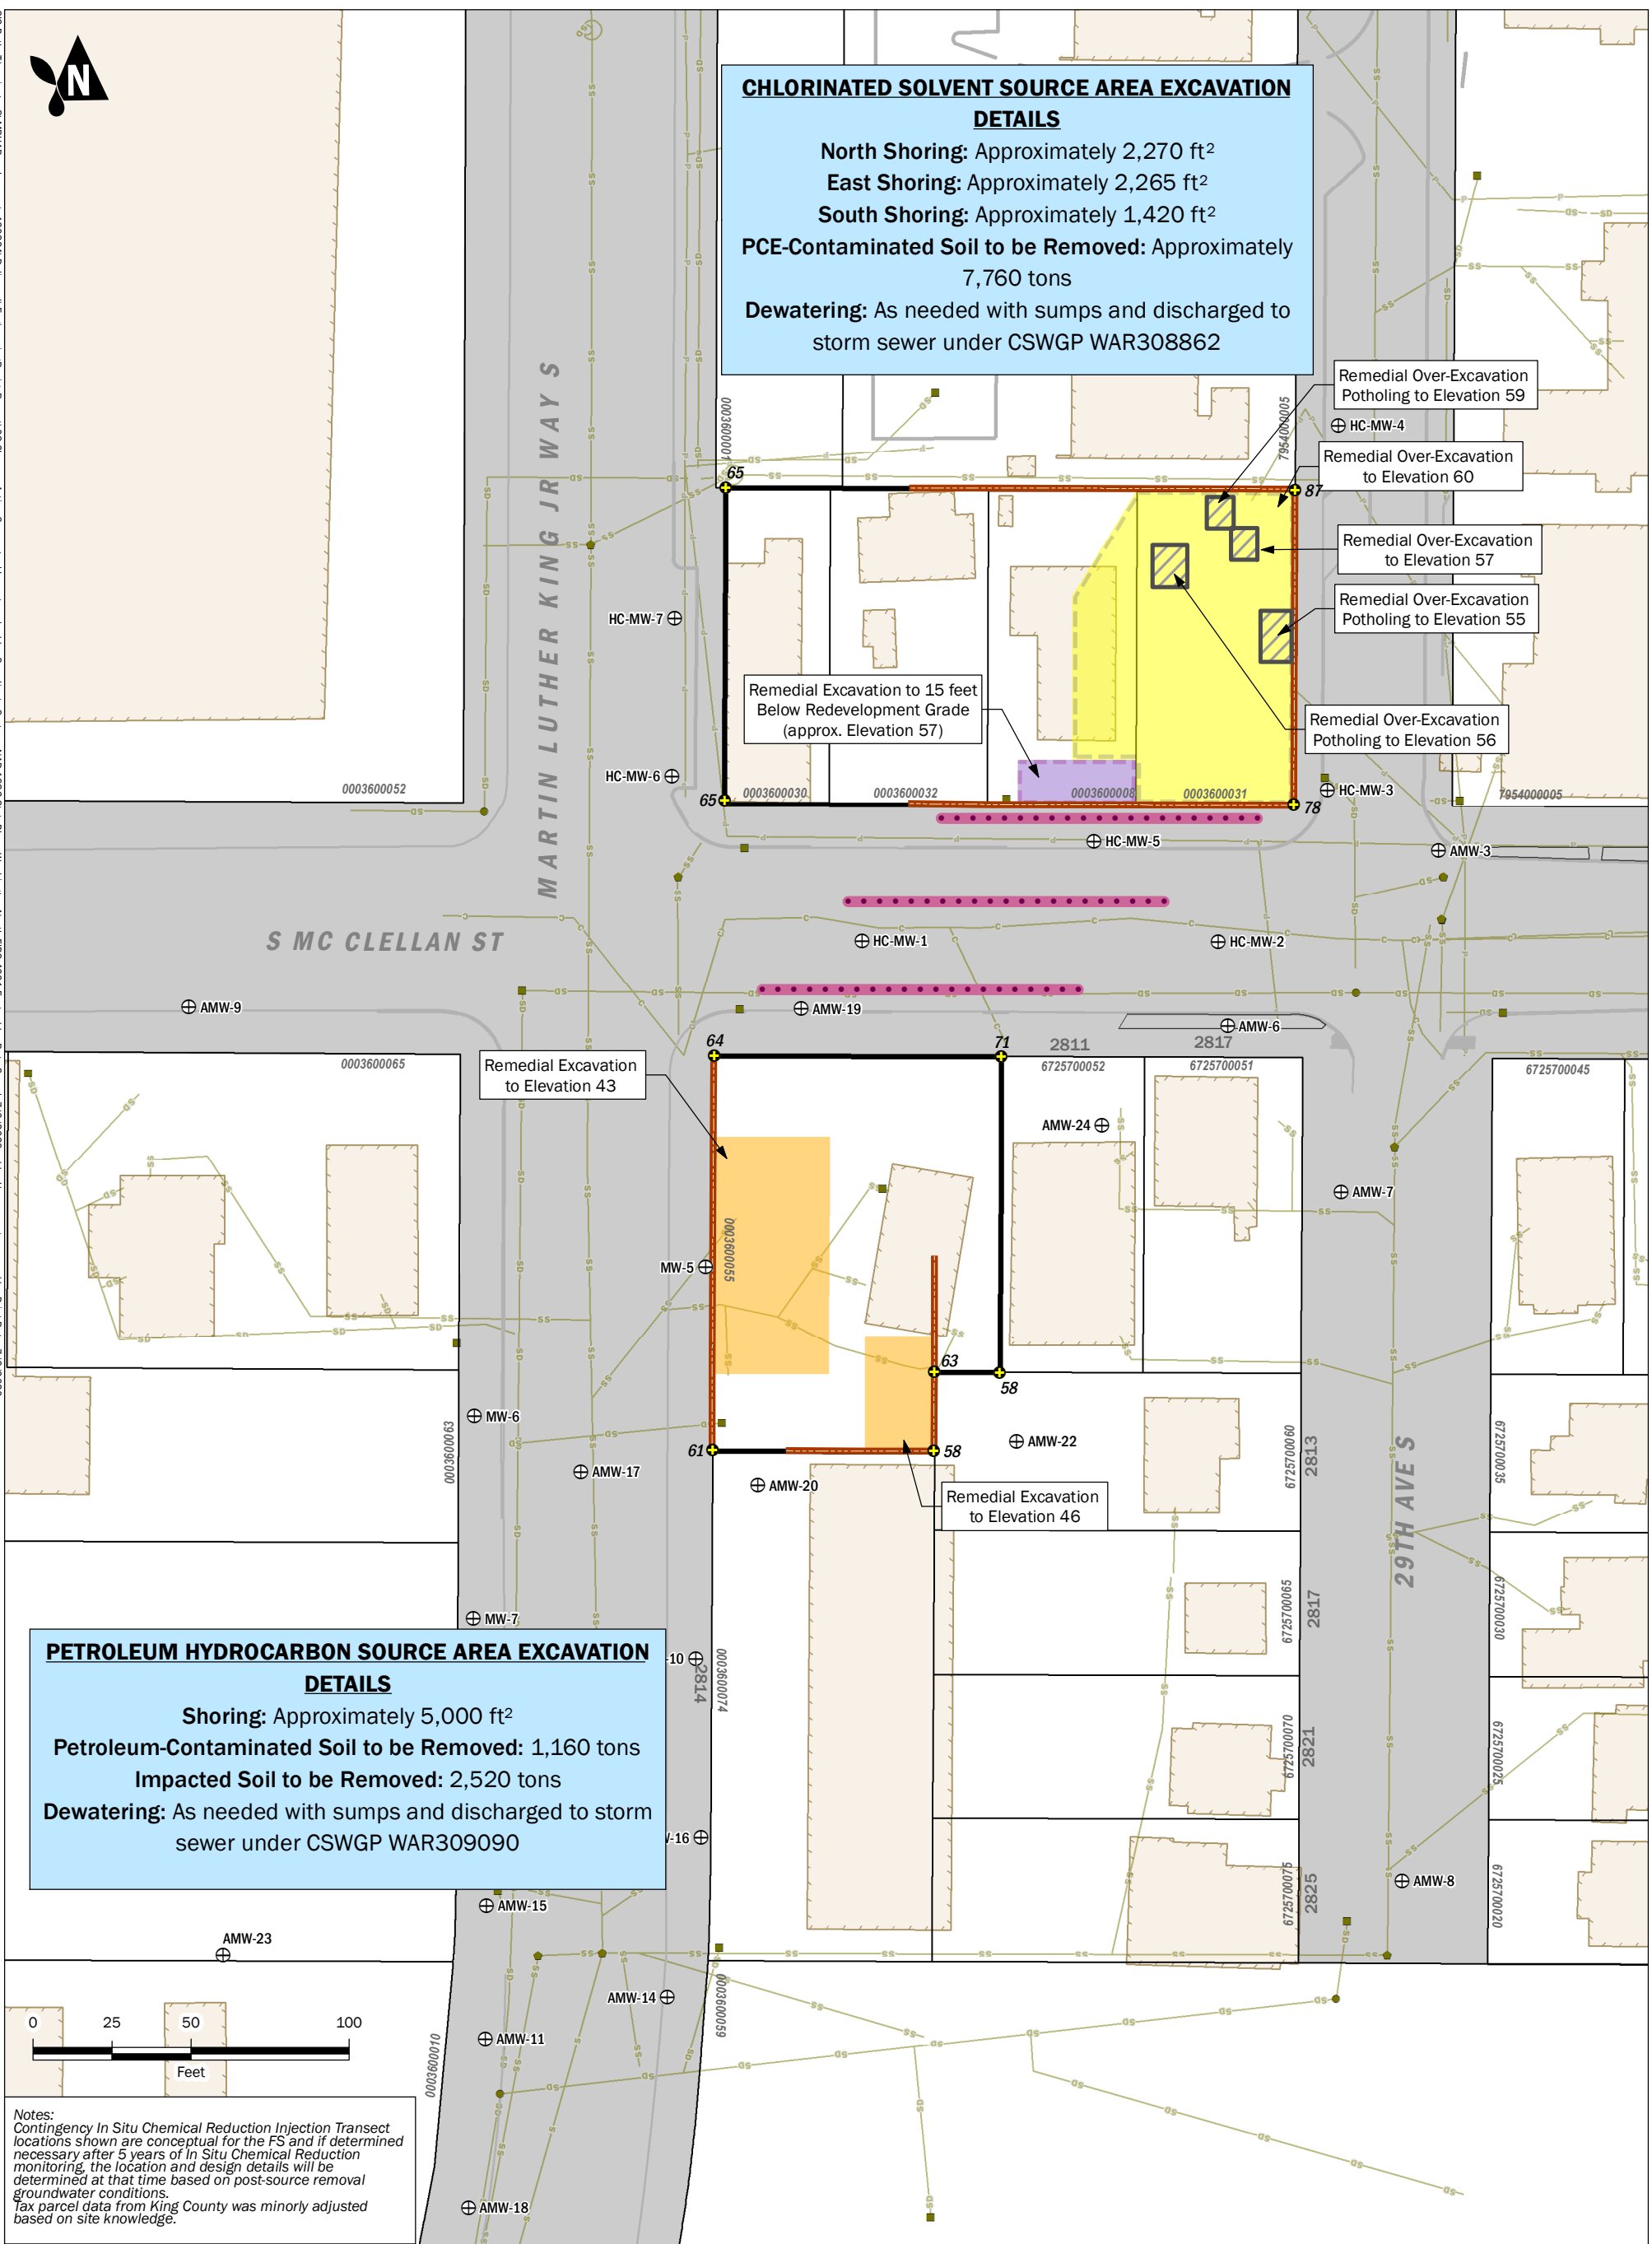 N
CHLORINATED SOLVENT SOURCE AREA EXCAVATION
DETAILS
North Shoring: Approximately 2,270 ft²
East Shoring: Approximately 2,265 ft²
South Shoring: Approximately 1,420 ft²
PCE-Contaminated Soil to be Removed: Approximately
7,760 tons
Dewatering: As needed with sumps and discharged to
storm sewer under CSWGP WAR308862
Remedial Over-Excavation
Potholing to Elevation 59
HC-MW-4
Remedial Over-Excavation
to Elevation 60
Remedial Over-Excavation
to Elevation 57
Remedial Over-Excavation
Potholing to Elevation 55
Remedial Over-Excavation
Potholing to Elevation 56
Remedial Excavation to 15 feet
Below Redevelopment Grade
(approx. Elevation 57)
65
87
65
78
7954000005
MARTIN LUTHER KING JR WAY S
HC-MW-7
HC-MW-6
HC-MW-3
0003600052
0003600030
0003600032
0003600008
0003600031
7954000005
HC-MW-5
AMW-3
S MC CLELLAN ST
HC-MW-1
HC-MW-2
AMW-9
AMW-19
AMW-6
64
71
2811
2817
0003600065
6725700052
6725700051
6725700045
Remedial Excavation
to Elevation 43
AMW-24
AMW-7
0003600055
MW-5
63
58
61
58
MW-6
AMW-17
AMW-20
AMW-22
Remedial Excavation
to Elevation 46
0003600063
6725700060
2813
29TH AVE S
6725700035
MW-7
6725700065
2817
6725700030
PETROLEUM HYDROCARBON SOURCE AREA EXCAVATION
DETAILS
Shoring: Approximately 5,000 ft²
Petroleum-Contaminated Soil to be Removed: 1,160 tons
Impacted Soil to be Removed: 2,520 tons
Dewatering: As needed with sumps and discharged to storm
sewer under CSWGP WAR309090
-10
2814
0003600074
6725700070
2821
6725700025
-16
6725700075
2825
6725700020
AMW-8
AMW-15
AMW-23
AMW-14
0003600059
AMW-11
0003600010
AMW-18
0 25 50 100
Feet
Notes:
Contingency In Situ Chemical Reduction Injection Transect
locations shown are conceptual for the FS and if determined
necessary after 5 years of In Situ Chemical Reduction
monitoring, the location and design details will be
determined at that time based on post-source removal
groundwater conditions.
Tax parcel data from King County was minorly adjusted
based on site knowledge.